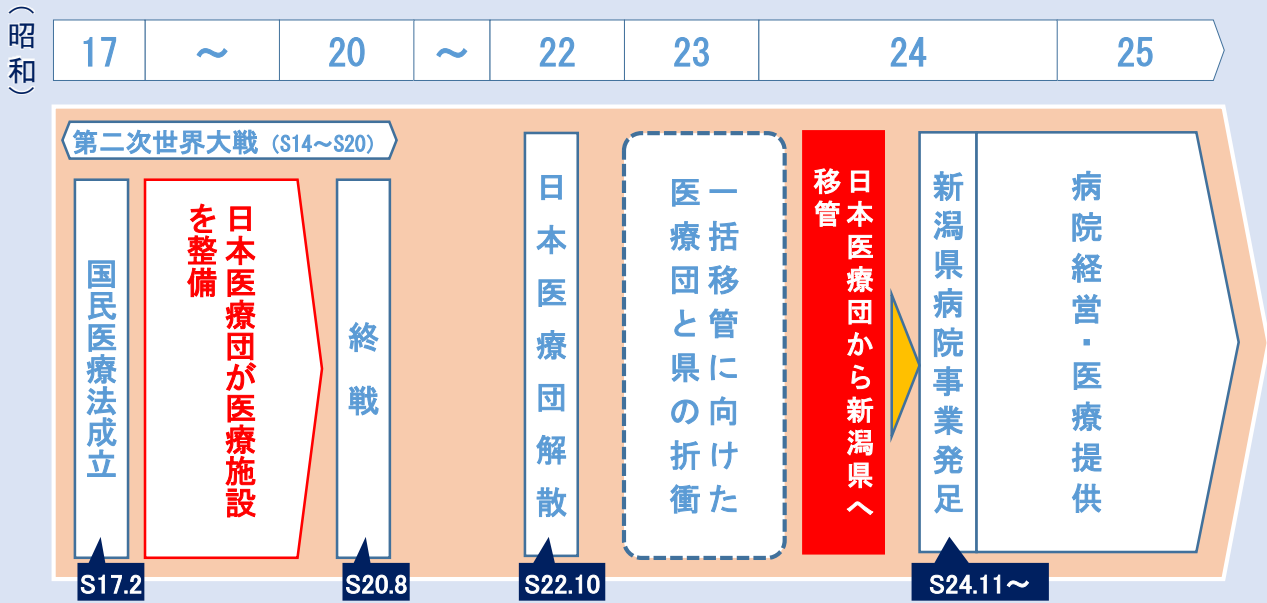 （昭和）
17
～
20
～
22
23
24
25
第二次世界大戦（S14～S20）
国民医療法成立
日本医療団が医療施設
を整備
終戦
日本医療団解散
一括移管に向けた
医療団と県の折衝
日本医療団から新潟県へ
移管
新潟県病院事業発足
病院経営・医療提供
S17.2
S20.8
S22.10
S24.11～